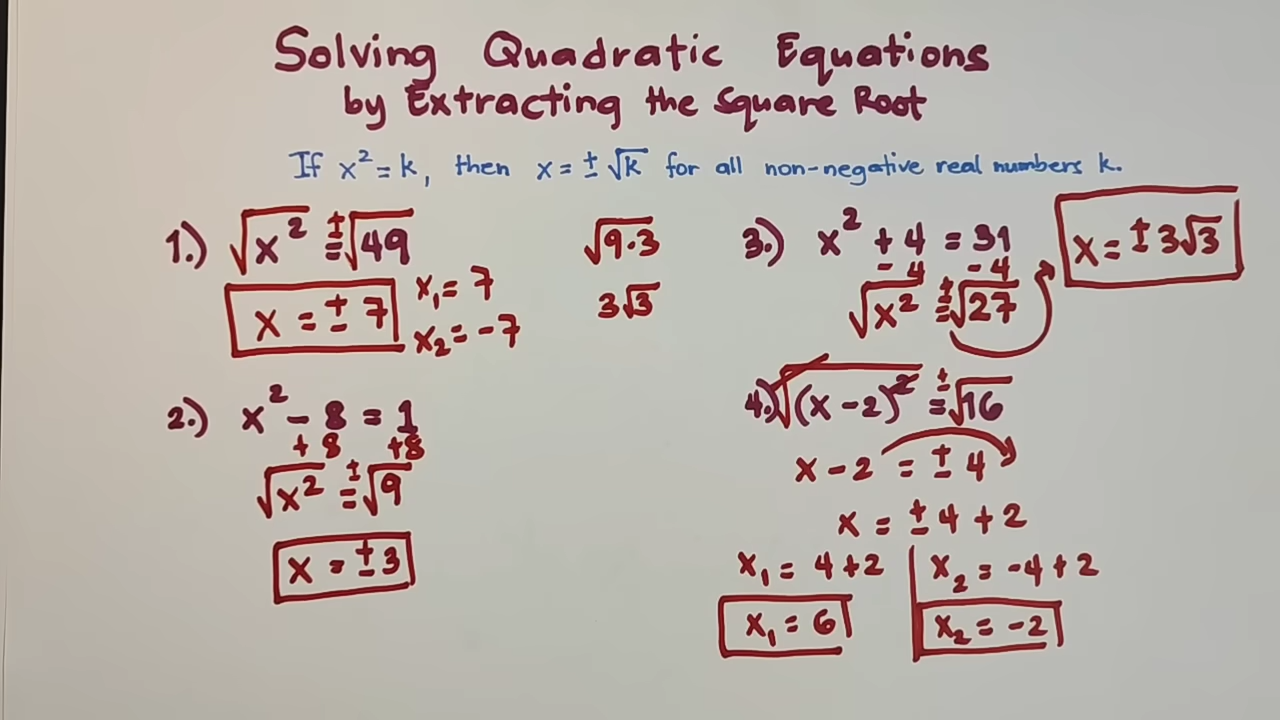 Solving Quadratic Equations
by Extracting the Square Root
If x² = k, then x = ± √k for all non-negative real numbers k.
1.) √x² = ±√49
x = ± 7
x₁ = 7
x₂ = -7
2.) x² - 8 = 1
+ 8 +8
√x² = ±√9
x = ±3
√9·3
3√3
3.) x² + 4 = 31
- 4 - 4
√x² = ±√27
x = ± 3√3
4.) √(x - 2)² = ±√16
x - 2 = ± 4
x = ± 4 + 2
x₁ = 4+2
x₁ = 6
x₂ = -4+2
x₂ = -2